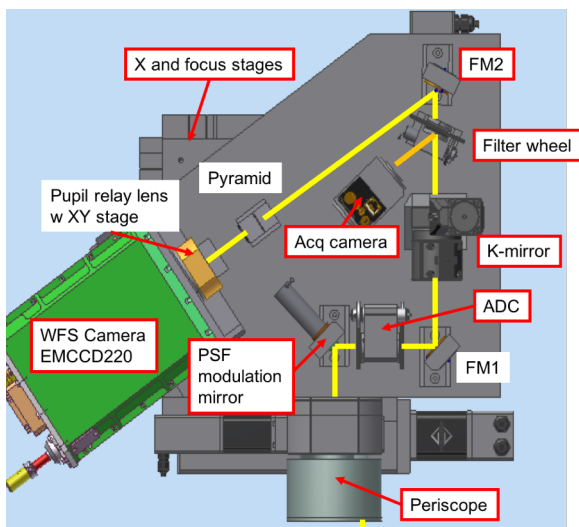 X and focus stages
FM2
Filter wheel
Pyramid
Pupil relay lens
w XY stage
Acq camera
K-mirror
ADC
WFS Camera
EMCCD220
PSF
modulation
mirror
FM1
Periscope